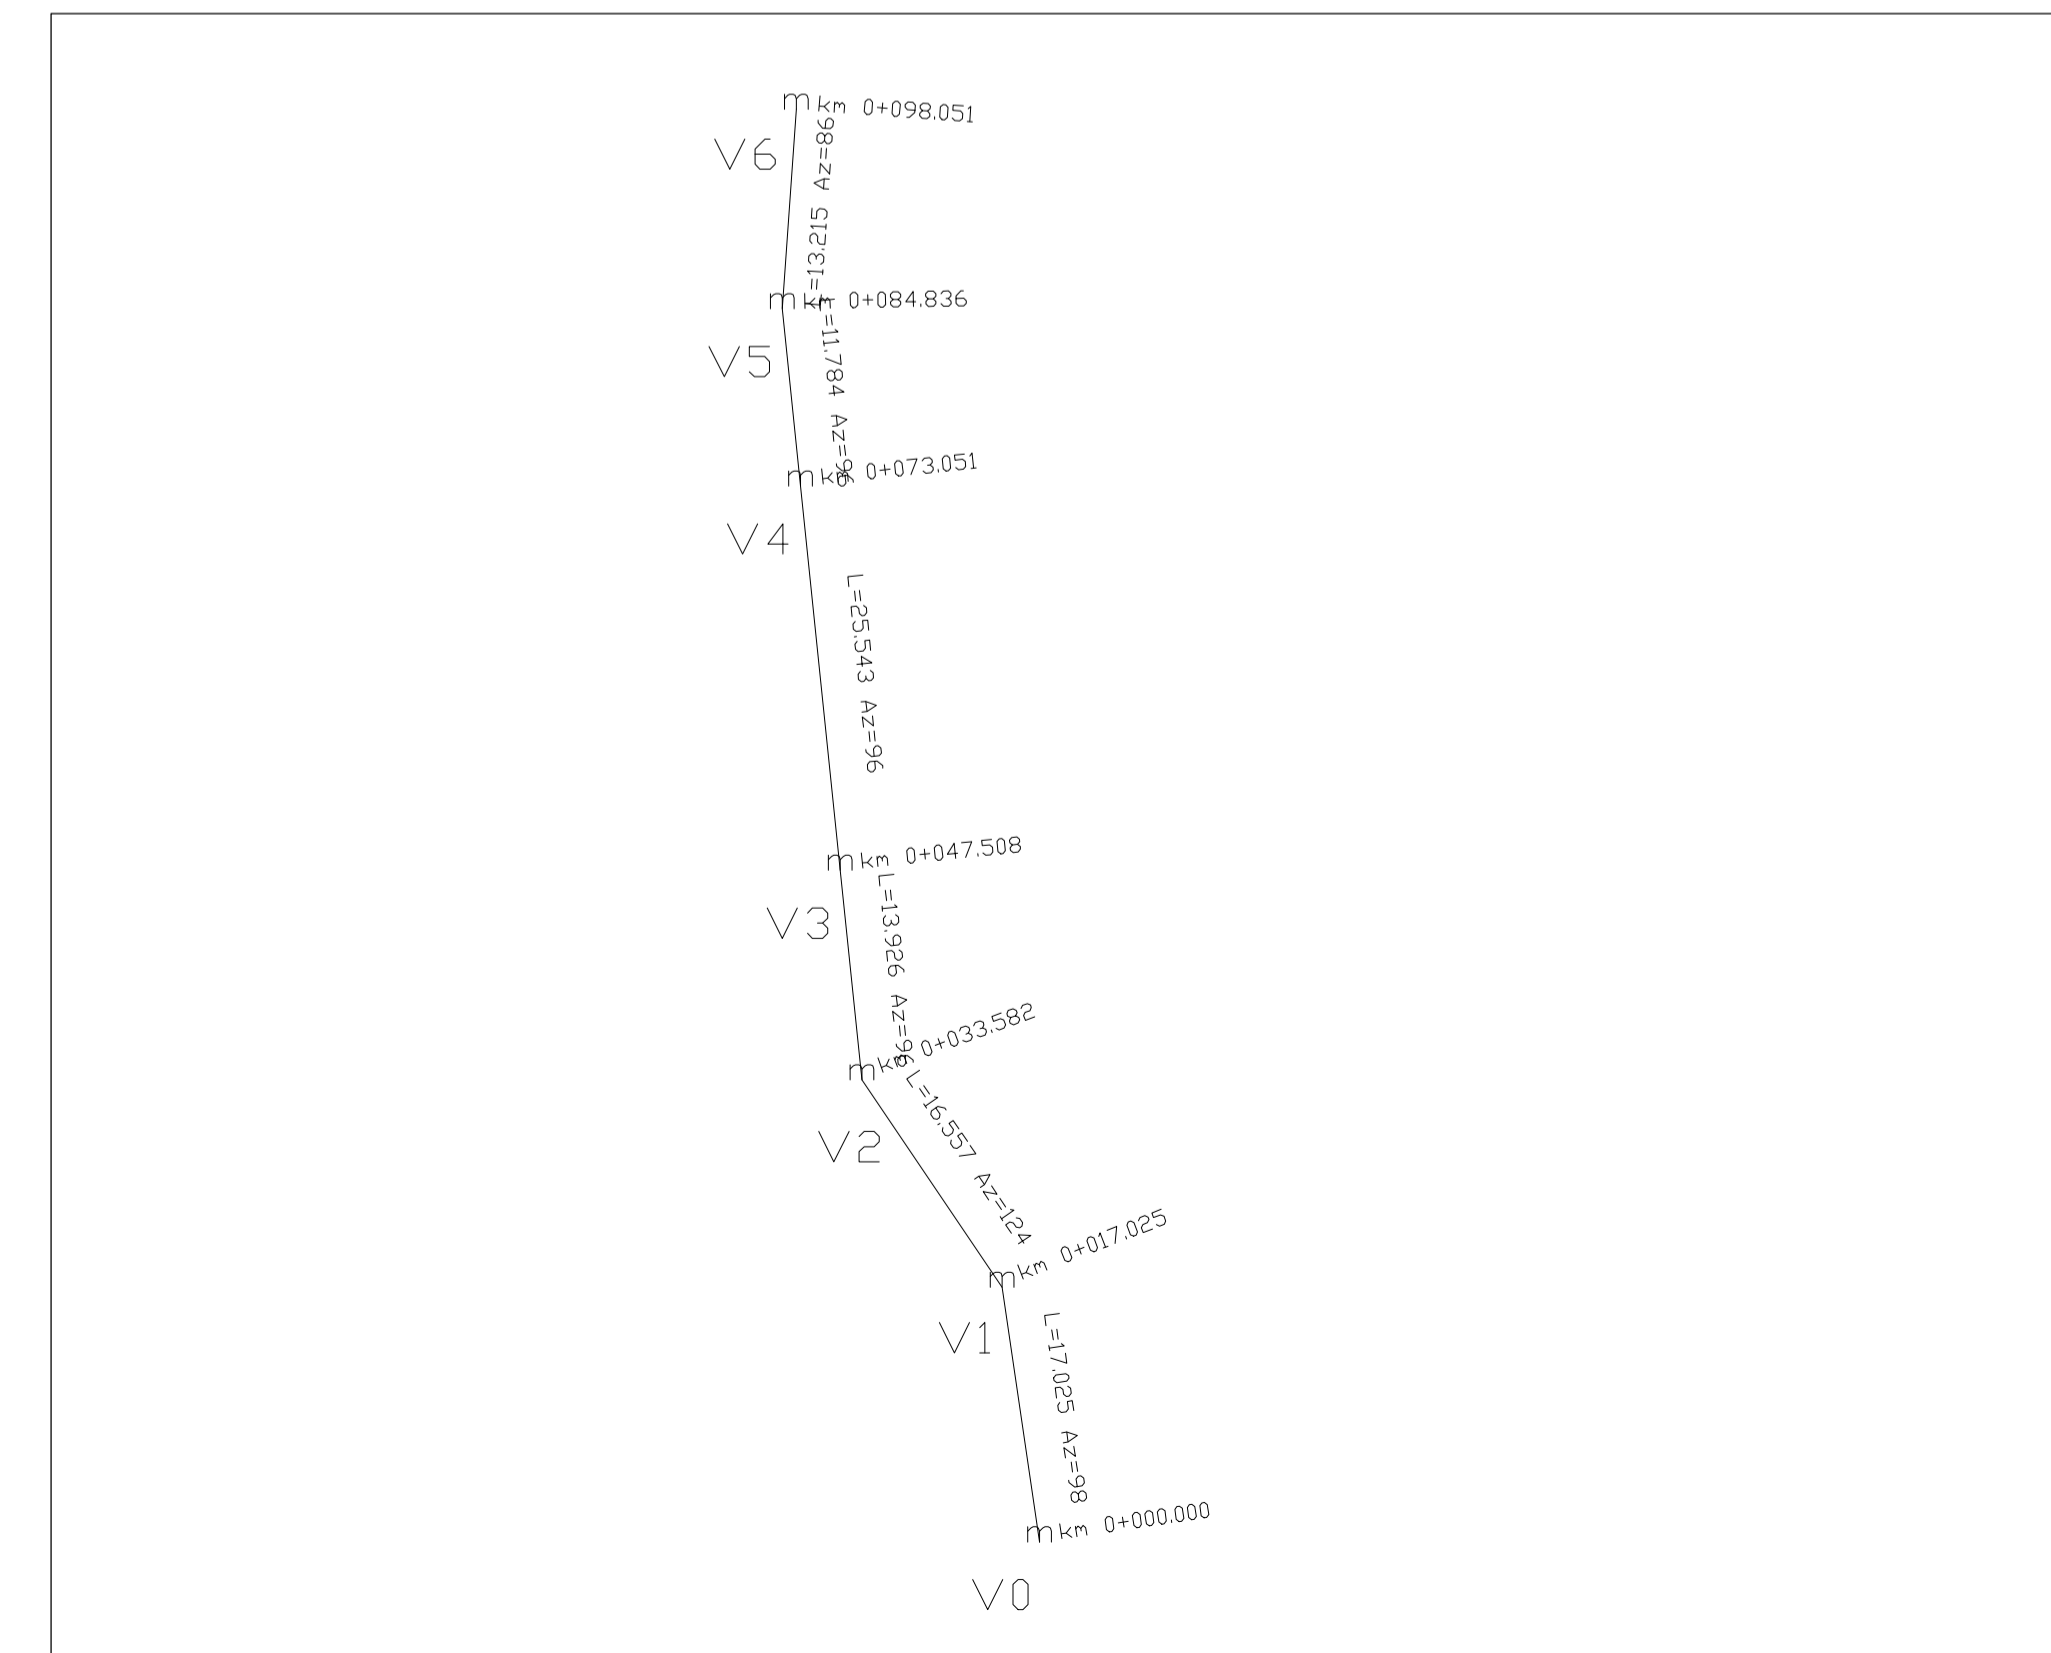 m km 0+098.051
V6
L=13.215 Az=86
m km 0+084.836
V5
L=11.784 Az=96
m km 0+073.051
V4
L=25.543 Az=96
m km 0+047.508
V3
L=13.926 Az=96
m km 0+033.582
V2
L=16.557 Az=124
m km 0+017.025
V1
L=17.025 Az=98
m km 0+000.000
V0